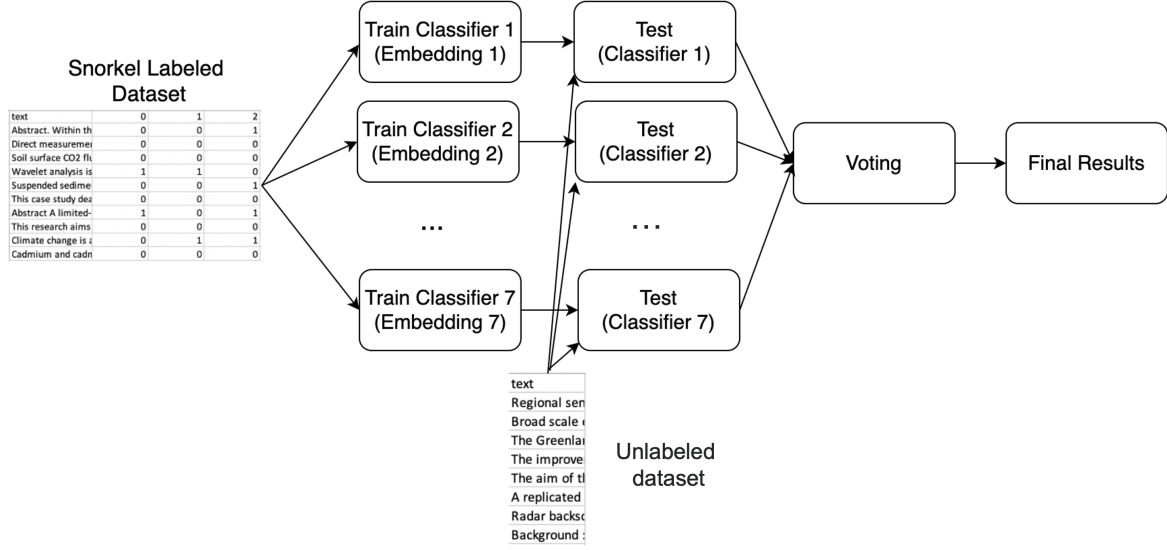 Snorkel Labeled
Dataset
text 0 1 2
Abstract. Within th 0 0 1
Direct measuremer 0 0 0
Soil surface CO2 flu 0 0 0
Wavelet analysis is 1 1 0
Suspended sedime 0 0 1
This case study dea 0 0 0
Abstract A limited- 1 0 1
This research aims 0 0 0
Climate change is a 0 1 1
Cadmium and cadn 0 0 0
Train Classifier 1
(Embedding 1)
Test
(Classifier 1)
Train Classifier 2
(Embedding 2)
Test
(Classifier 2)
...
...
Train Classifier 7
(Embedding 7)
Test
(Classifier 7)
Voting
Final Results
text
Regional sen
Broad scale e
The Greenlar
The improve
The aim of th
A replicated
Radar backsc
Background :
Unlabeled
dataset